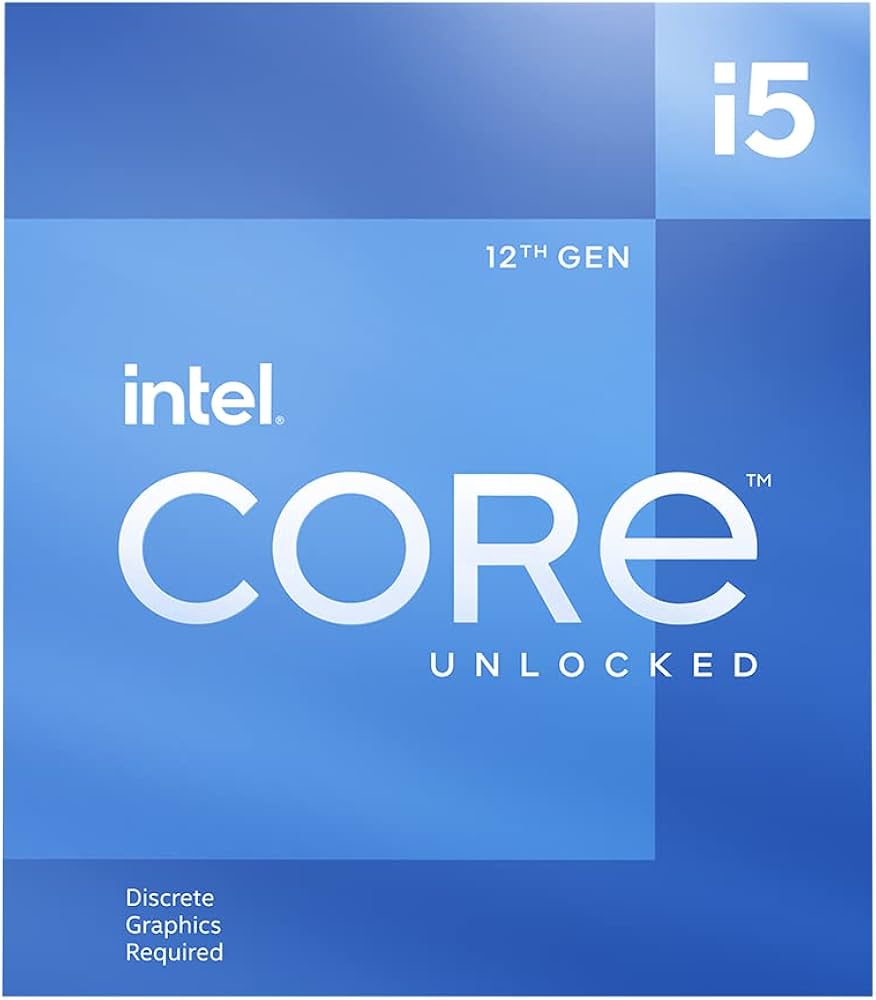 i5
12TH GEN
intel®
CORe™
UNLOCKED
Discrete
Graphics
Required